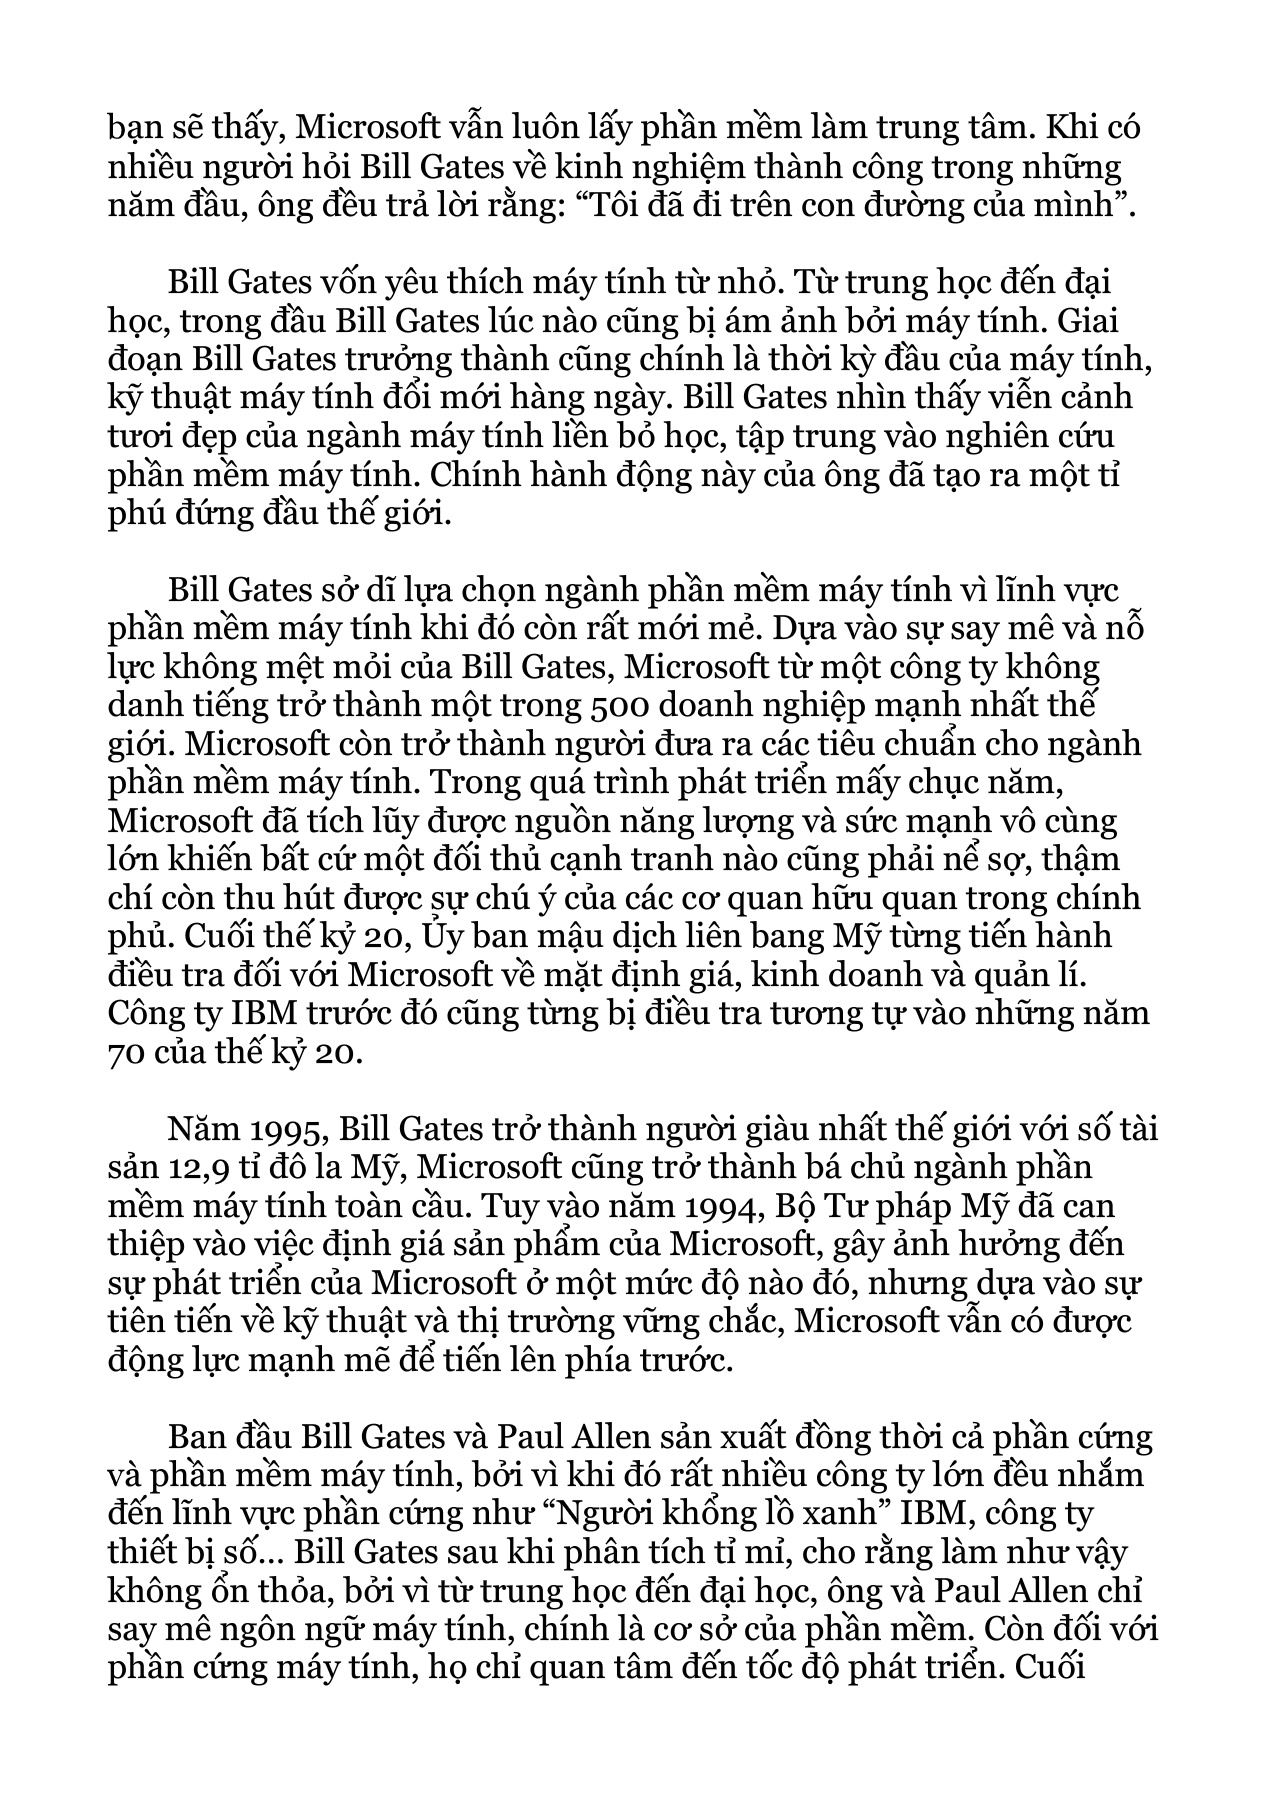 bạn sẽ thấy, Microsoft vẫn luôn lấy phần mềm làm trung tâm. Khi có
nhiều người hỏi Bill Gates về kinh nghiệm thành công trong những
năm đầu, ông đều trả lời rằng: “Tôi đã đi trên con đường của mình”.
Bill Gates vốn yêu thích máy tính từ nhỏ. Từ trung học đến đại
học, trong đầu Bill Gates lúc nào cũng bị ám ảnh bởi máy tính. Giai
đoạn Bill Gates trưởng thành cũng chính là thời kỳ đầu của máy tính,
kỹ thuật máy tính đổi mới hàng ngày. Bill Gates nhìn thấy viễn cảnh
tươi đẹp của ngành máy tính liền bỏ học, tập trung vào nghiên cứu
phần mềm máy tính. Chính hành động này của ông đã tạo ra một tỉ
phú đứng đầu thế giới.
Bill Gates sở dĩ lựa chọn ngành phần mềm máy tính vì lĩnh vực
phần mềm máy tính khi đó còn rất mới mẻ. Dựa vào sự say mê và nỗ
lực không mệt mỏi của Bill Gates, Microsoft từ một công ty không
danh tiếng trở thành một trong 500 doanh nghiệp mạnh nhất thế
giới. Microsoft còn trở thành người đưa ra các tiêu chuẩn cho ngành
phần mềm máy tính. Trong quá trình phát triển mấy chục năm,
Microsoft đã tích lũy được nguồn năng lượng và sức mạnh vô cùng
lớn khiến bất cứ một đối thủ cạnh tranh nào cũng phải nể sợ, thậm
chí còn thu hút được sự chú ý của các cơ quan hữu quan trong chính
phủ. Cuối thế kỷ 20, Ủy ban mậu dịch liên bang Mỹ từng tiến hành
điều tra đối với Microsoft về mặt định giá, kinh doanh và quản lí.
Công ty IBM trước đó cũng từng bị điều tra tương tự vào những năm
70 của thế kỷ 20.
Năm 1995, Bill Gates trở thành người giàu nhất thế giới với số tài
sản 12,9 tỉ đô la Mỹ, Microsoft cũng trở thành bá chủ ngành phần
mềm máy tính toàn cầu. Tuy vào năm 1994, Bộ Tư pháp Mỹ đã can
thiệp vào việc định giá sản phẩm của Microsoft, gây ảnh hưởng đến
sự phát triển của Microsoft ở một mức độ nào đó, nhưng dựa vào sự
tiên tiến về kỹ thuật và thị trường vững chắc, Microsoft vẫn có được
động lực mạnh mẽ để tiến lên phía trước.
Ban đầu Bill Gates và Paul Allen sản xuất đồng thời cả phần cứng
và phần mềm máy tính, bởi vì khi đó rất nhiều công ty lớn đều nhắm
đến lĩnh vực phần cứng như “Người khổng lồ xanh” IBM, công ty
thiết bị số... Bill Gates sau khi phân tích tỉ mỉ, cho rằng làm như vậy
không ổn thỏa, bởi vì từ trung học đến đại học, ông và Paul Allen chỉ
say mê ngôn ngữ máy tính, chính là cơ sở của phần mềm. Còn đối với
phần cứng máy tính, họ chỉ quan tâm đến tốc độ phát triển. Cuối